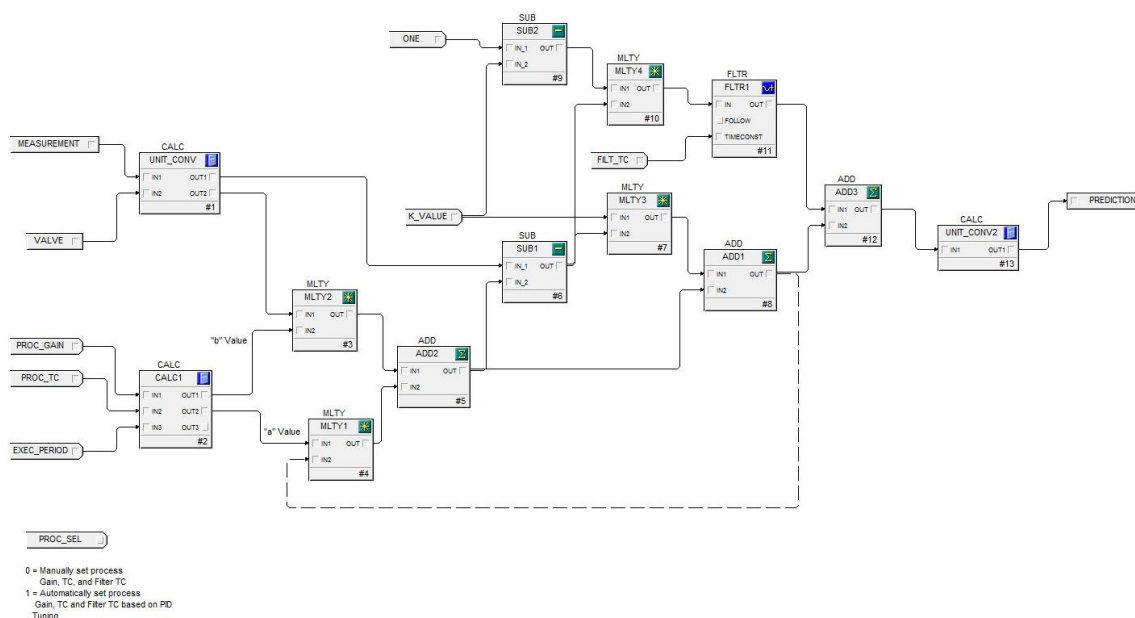 SUB
SUB2
ONE
IN_1 OUT
IN_2
#9
MLTY
MLTY4
IN1 OUT
IN2
#10
FLTR
FLTR1
IN OUT
FOLLOW
TIMECONST
#11
FILT_TC
MEASUREMENT
CALC
UNIT_CONV
IN1 OUT1
IN2 OUT2
#1
VALVE
K_VALUE
MLTY
MLTY3
IN1 OUT
IN2
#7
ADD
ADD3
IN1 OUT
IN2
#12
PREDICTION
CALC
UNIT_CONV2
IN1 OUT1
#13
SUB
SUB1
IN_1 OUT
IN_2
#6
ADD
ADD1
IN1 OUT
IN2
#8
MLTY
MLTY2
IN1 OUT
IN2
#3
"b" Value
PROC_GAIN
PROC_TC
EXEC_PERIOD
CALC
CALC1
IN1 OUT1
IN2 OUT2
IN3 OUT3
#2
ADD
ADD2
IN1 OUT
IN2
#5
"a" Value
MLTY
MLTY1
IN1 OUT
IN2
#4
PROC_SEL
0 = Manually set process
Gain, TC, and Filter TC
1 = Automatically set process
Gain, TC and Filter TC based on PID
Tuning